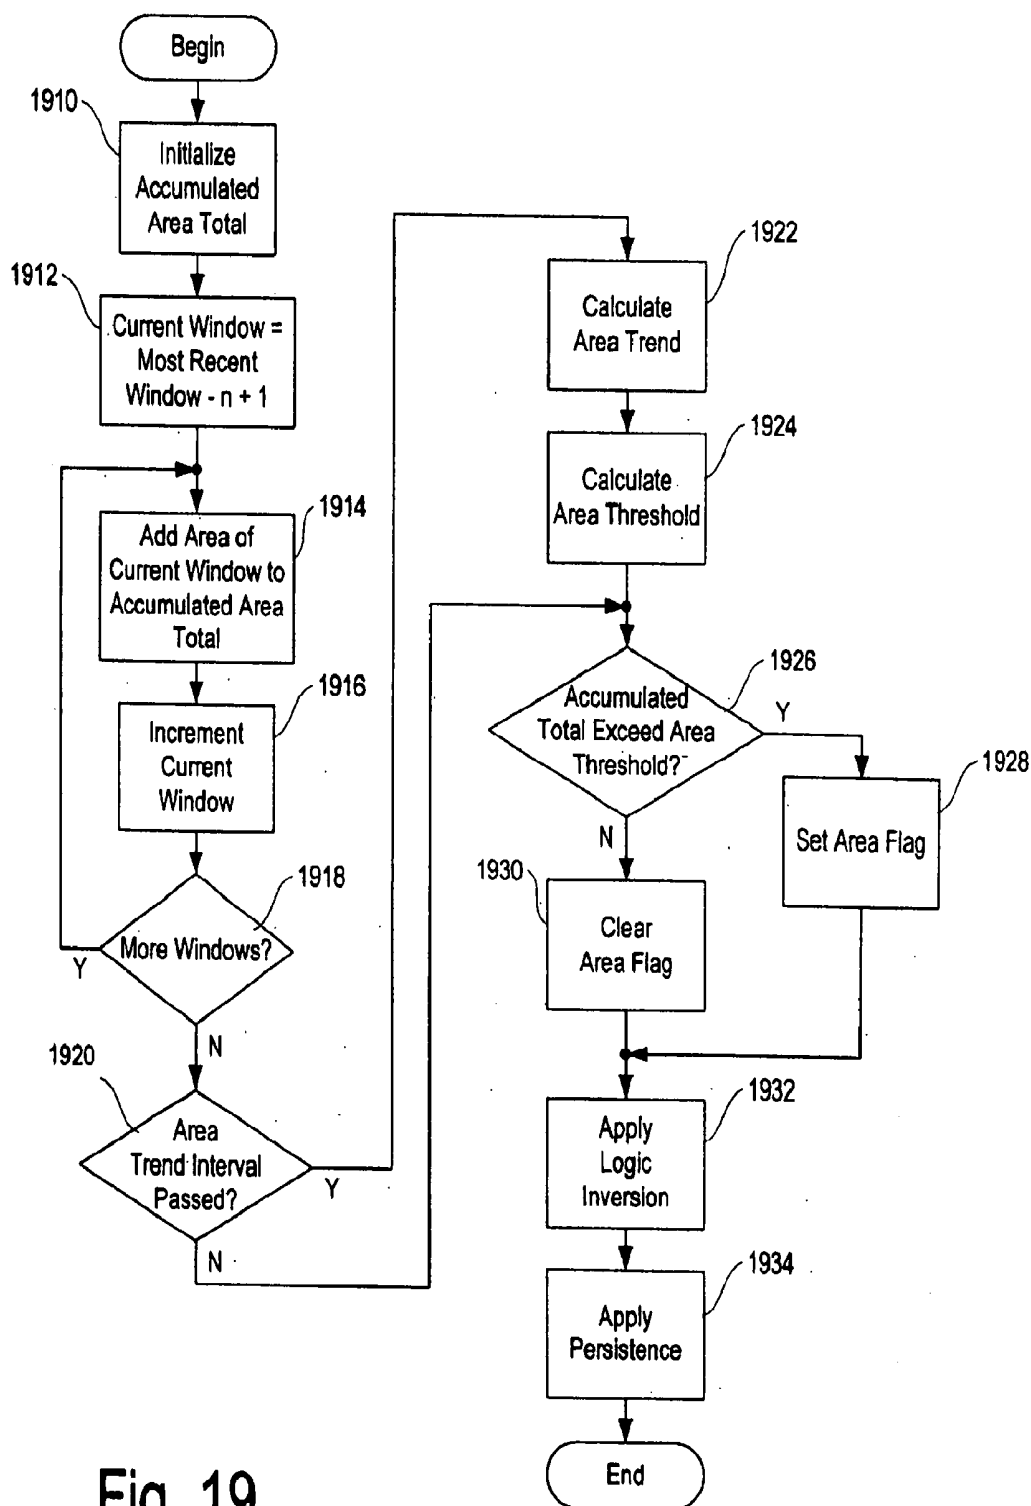 Begin
1910
Initialize
Accumulated
Area Total
1912
Current Window =
Most Recent
Window - n + 1
1914
Add Area of
Current Window to
Accumulated Area
Total
1916
Increment
Current
Window
1918
More Windows?
Y
N
1920
Area
Trend Interval
Passed?
Y
N
1922
Calculate
Area Trend
1924
Calculate
Area Threshold
1926
Accumulated
Total Exceed Area
Threshold?
Y
N
1928
Set Area Flag
1930
Clear
Area Flag
1932
Apply
Logic
Inversion
1934
Apply
Persistence
End
Fig. 19